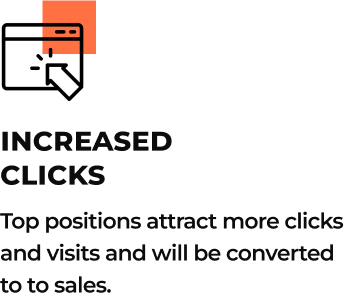 INCREASED
CLICKS
Top positions attract more clicks
and visits and will be converted
to to sales.